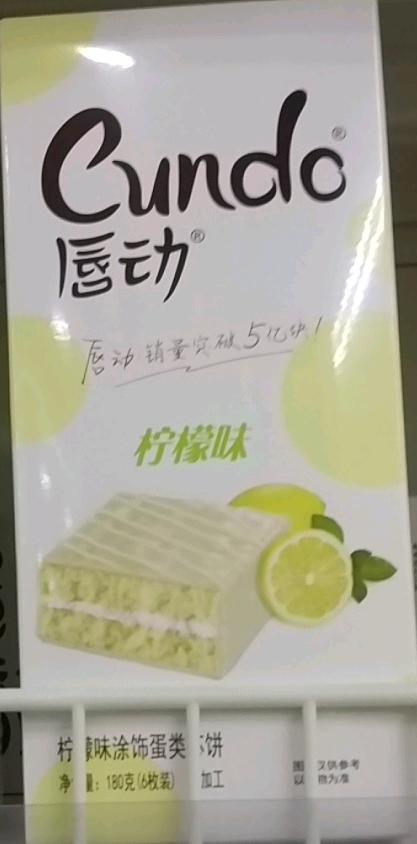 Cundo®
唇动®
唇动 销量突破5亿块!
柠檬味
柠檬味涂饰蛋类 饼
净 量:180克(6枚装) 加工
图 仅供参考
以 物为准